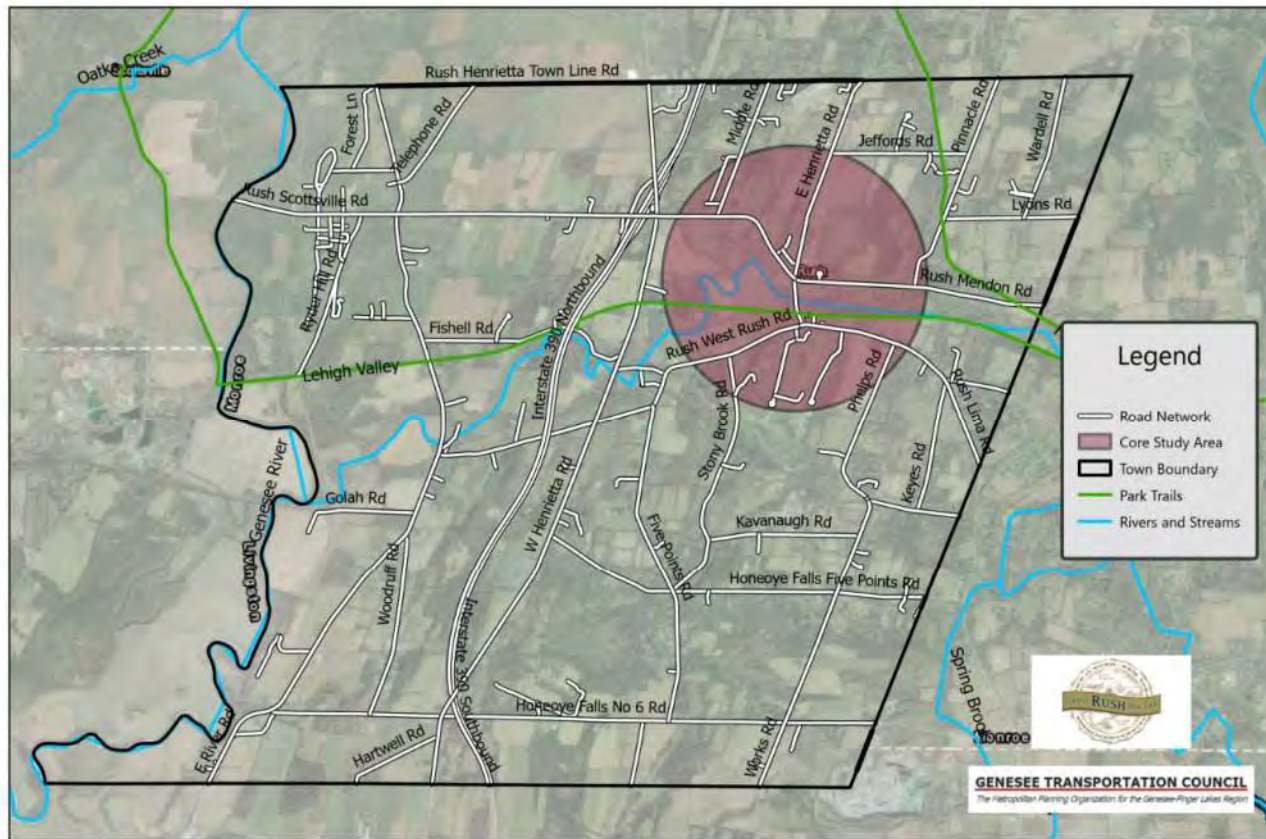 Oatka Creek
Rush Henrietta Town Line Rd
Forest Ln
Telephone Rd
Middle Rd
E Henrietta Rd
Jeffords Rd
Pinnacle Rd
Wardell Rd
Rush Scottsville Rd
Lyons Rd
Ryder Hill Rd
Rush
Rush Mendon Rd
Interstate 390 Northbound
Fishell Rd
Rush West Rush Rd
Lehigh Valley
Monroe
Phelps Rd
Rush Lima Rd
Stony Brook Rd
Keyes Rd
Genesee River
Golah Rd
W Henrietta Rd
Kavanaugh Rd
Five Points Rd
Honeoye Falls Five Points Rd
Livingston
Woodruff Rd
Interstate 390 Southbound
Honeoye Falls No 6 Rd
E River Rd
Hartwell Rd
Works Rd
Spring Brook
Monroe
Legend
Road Network
Core Study Area
Town Boundary
Park Trails
Rivers and Streams
RUSH
GENESEE TRANSPORTATION COUNCIL
The Metropolitan Planning Organization for the Genesee-Finger Lakes Region